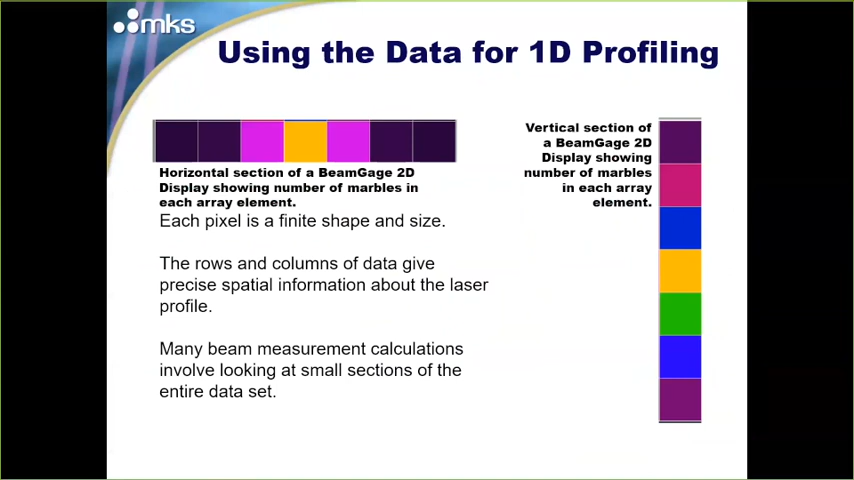 mks
Using the Data for 1D Profiling
Horizontal section of a BeamGage 2D
Display showing number of marbles in
each array element.
Vertical section of
a BeamGage 2D
Display showing
number of marbles
in each array
element.
Each pixel is a finite shape and size.
The rows and columns of data give
precise spatial information about the laser
profile.
Many beam measurement calculations
involve looking at small sections of the
entire data set.